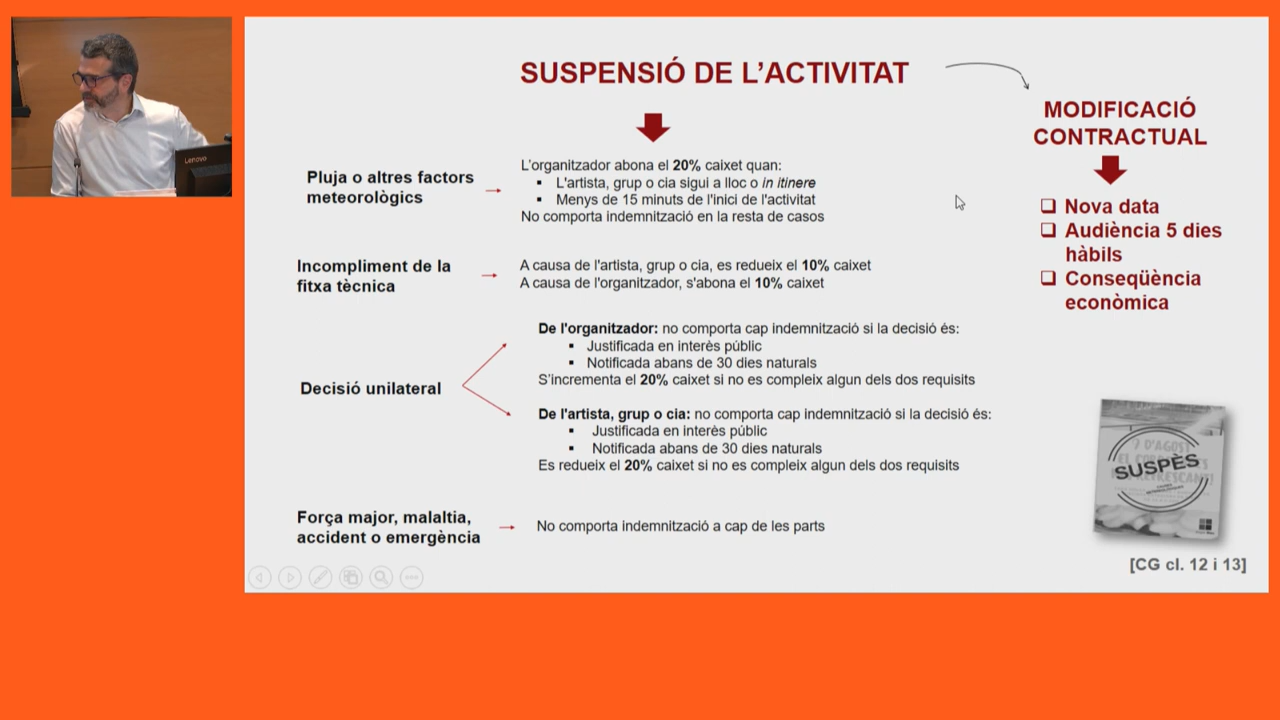 Lenovo
SUSPENSIÓ DE L'ACTIVITAT
MODIFICACIÓ
CONTRACTUAL
❑ Nova data
❑ Audiència 5 dies
hàbils
❑ Conseqüència
econòmica
Pluja o altres factors
meteorològics
L'organitzador abona el 20% caixet quan:
▪ L'artista, grup o cia sigui a lloc o in itinere
▪ Menys de 15 minuts de l'inici de l'activitat
No comporta indemnització en la resta de casos
Incompliment de la
fitxa tècnica
A causa de l'artista, grup o cia, es redueix el 10% caixet
A causa de l'organitzador, s'abona el 10% caixet
Decisió unilateral
De l'organitzador: no comporta cap indemnització si la decisió és:
▪ Justificada en interès públic
▪ Notificada abans de 30 dies naturals
S'incrementa el 20% caixet si no es compleix algun dels dos requisits
De l'artista, grup o cia: no comporta cap indemnització si la decisió és:
▪ Justificada en interès públic
▪ Notificada abans de 30 dies naturals
Es redueix el 20% caixet si no es compleix algun dels dos requisits
Força major, malaltia,
accident o emergència
No comporta indemnització a cap de les parts
7 D'AGOST
SUSPÈS
[CG cl. 12 i 13]